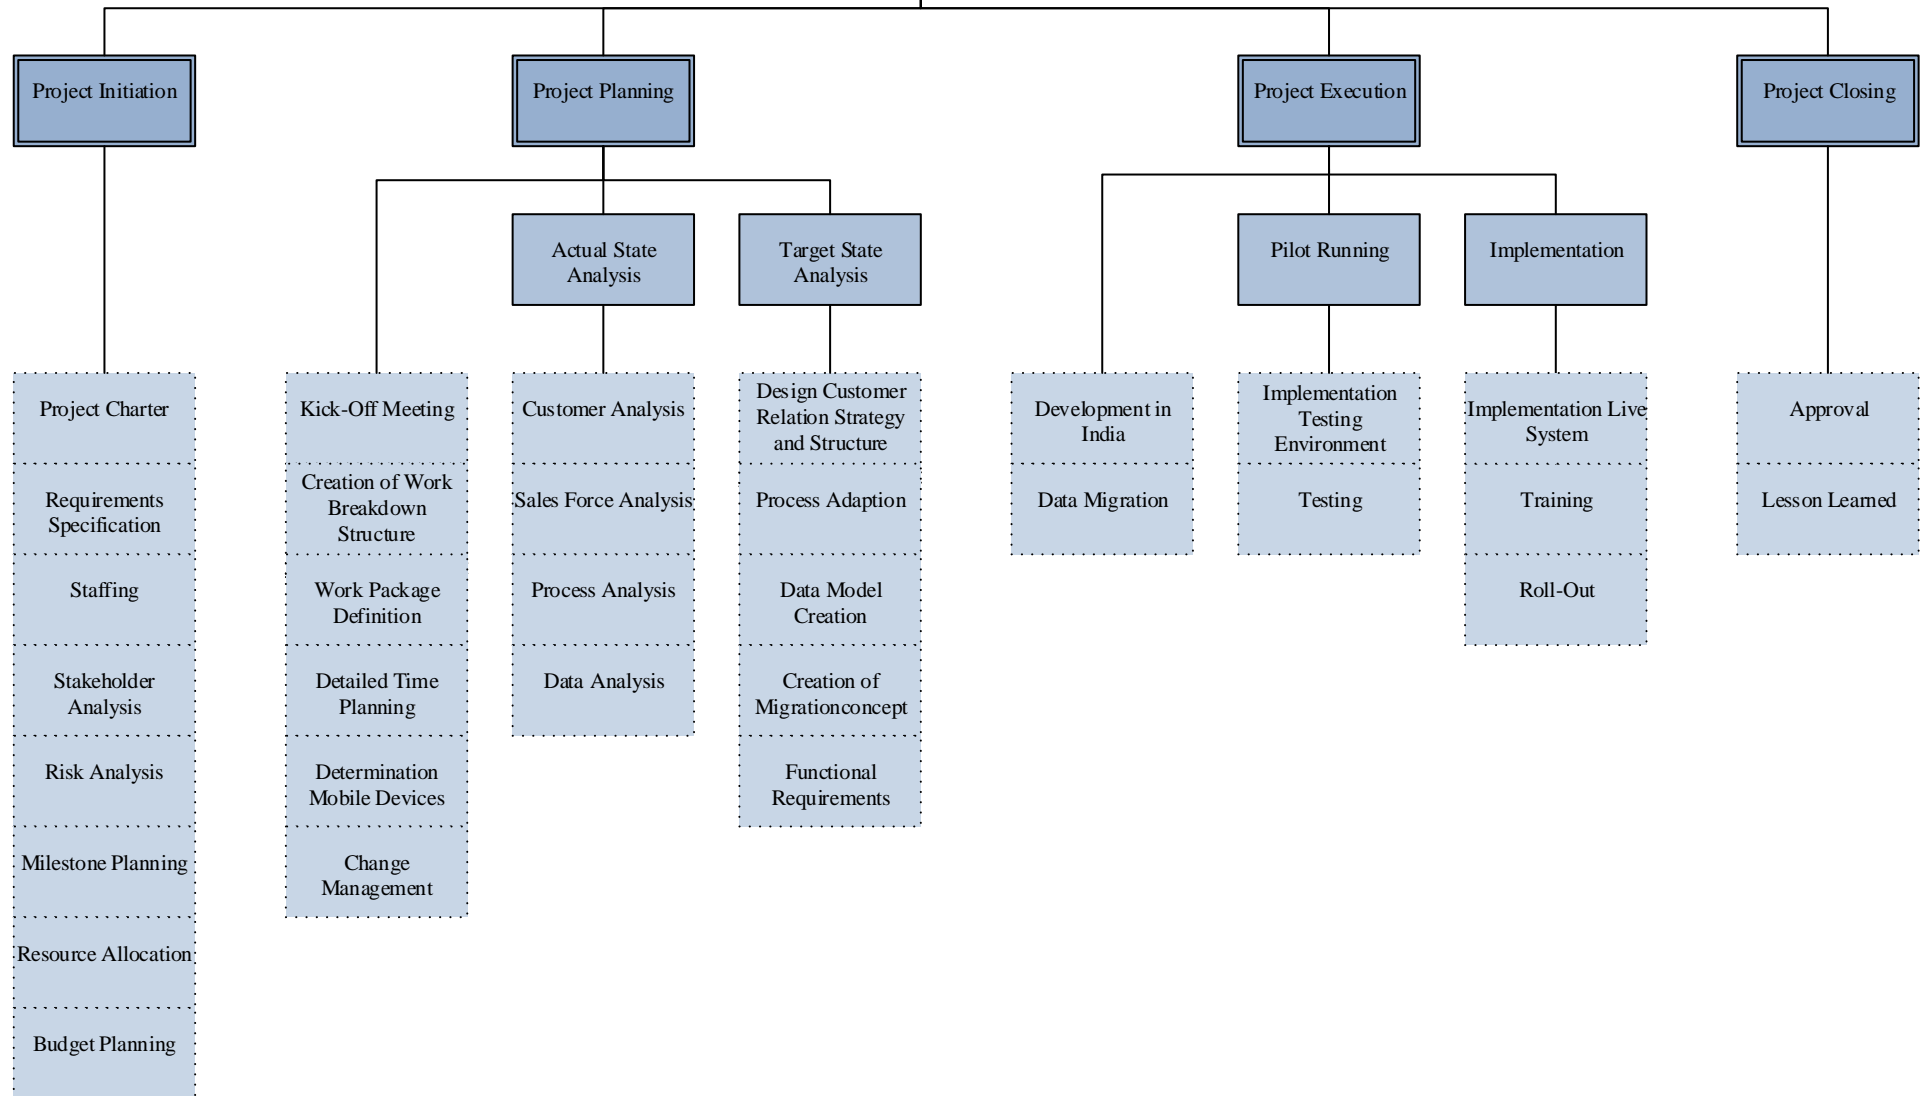 Project Initiation
Project Planning
Project Execution
Project Closing
Actual State
Analysis
Target State
Analysis
Pilot Running
Implementation
Project Charter
Requirements
Specification
Staffing
Stakeholder
Analysis
Risk Analysis
Milestone Planning
Resource Allocation
Budget Planning
Kick-Off Meeting
Creation of Work
Breakdown
Structure
Work Package
Definition
Detailed Time
Planning
Determination
Mobile Devices
Change
Management
Customer Analysis
Sales Force Analysis
Process Analysis
Data Analysis
Design Customer
Relation Strategy
and Structure
Process Adaption
Data Model
Creation
Creation of
Migrationconcept
Functional
Requirements
Development in
India
Data Migration
Implementation
Testing
Environment
Testing
Implementation Live
System
Training
Roll-Out
Approval
Lesson Learned